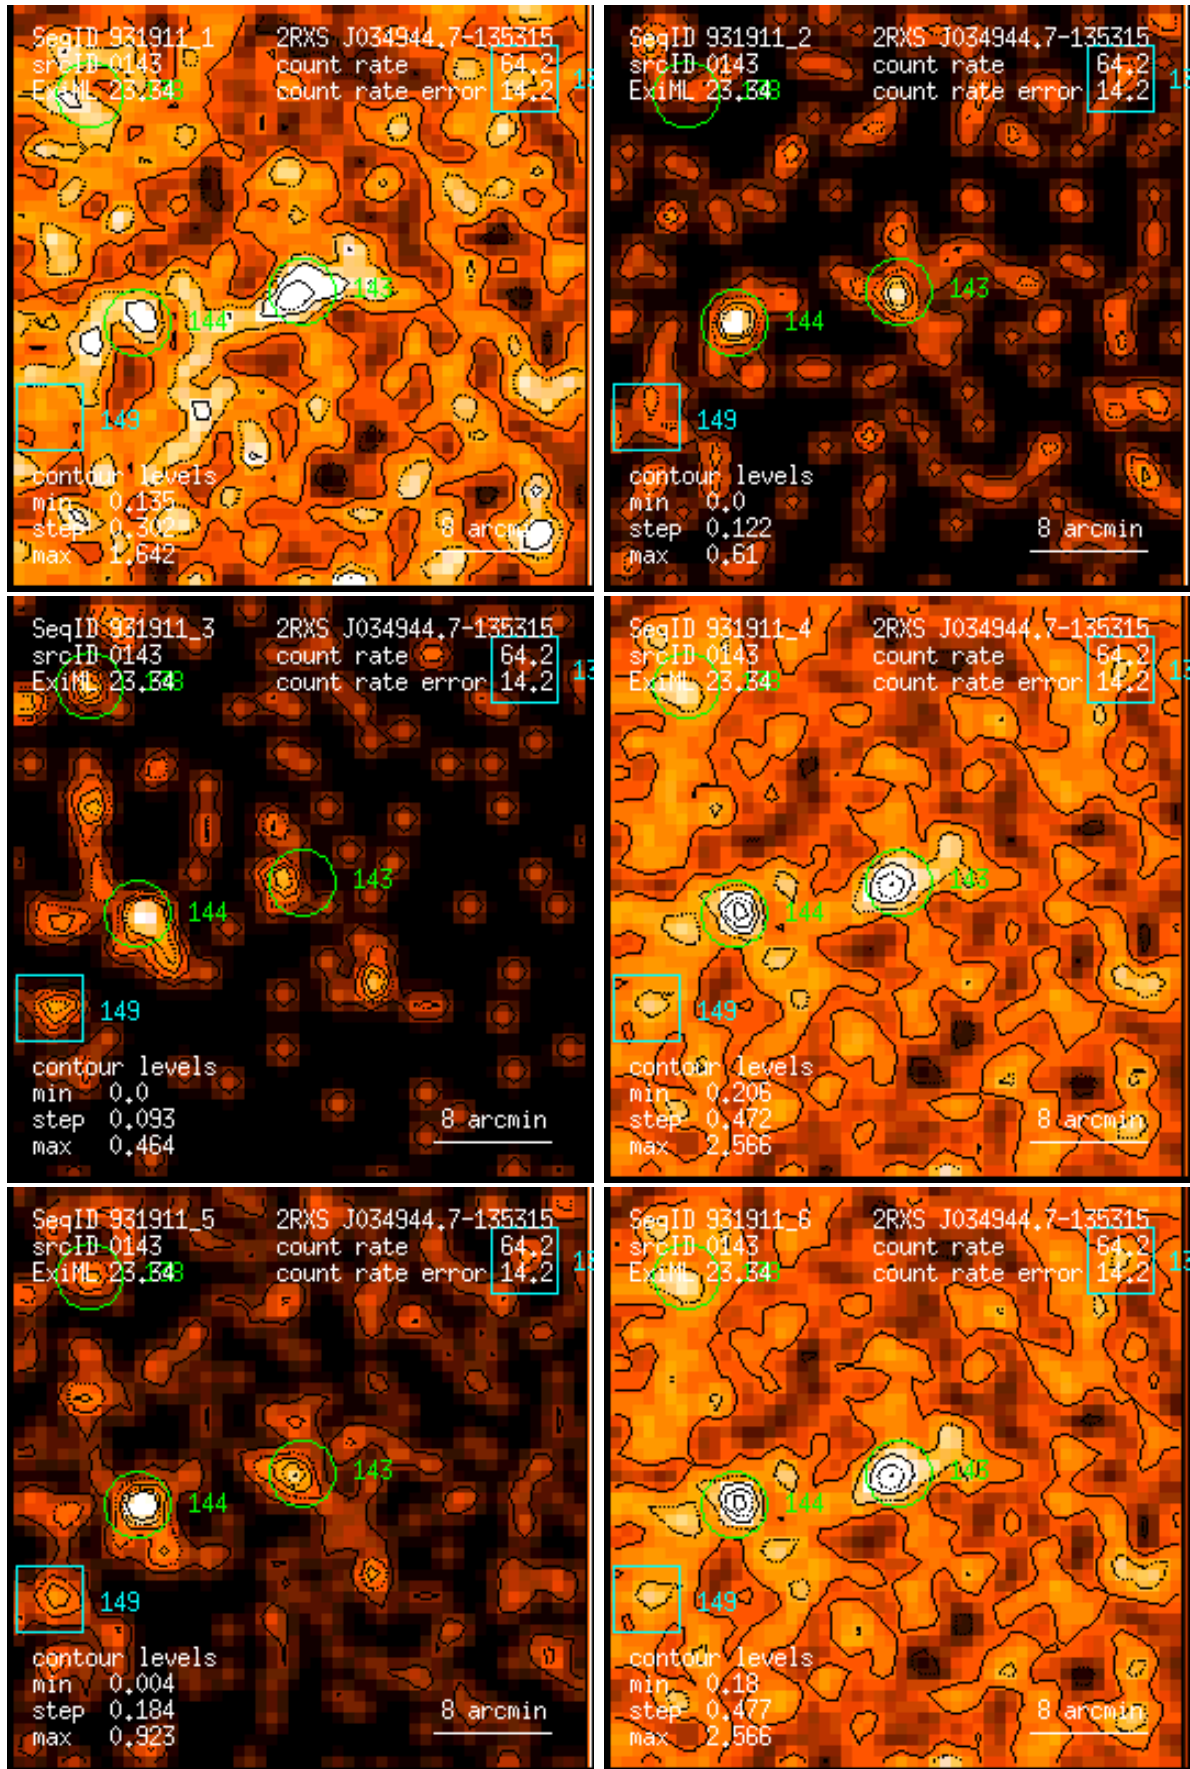 SeqID 931911_1 2RXS J034944.7-135315
srcID 0143 count rate 64.2
ExiML 23.34 count rate error 14.2
143
144
149
contour levels
min 0.135
step 0.302 8 arcmin
max 1.642
SeqID 931911_2 2RXS J034944.7-135315
srcID 0143 count rate 64.2
ExiML 23.34 count rate error 14.2
143
144
149
contour levels
min 0.0
step 0.122 8 arcmin
max 0.61
SeqID 931911_3 2RXS J034944.7-135315
srcID 0143 count rate 64.2
ExiML 23.34 count rate error 14.2
143
144
149
contour levels
min 0.0
step 0.093 8 arcmin
max 0.464
SeqID 931911_4 2RXS J034944.7-135315
srcID 0143 count rate 64.2
ExiML 23.34 count rate error 14.2
143
144
149
contour levels
min 0.206
step 0.472 8 arcmin
max 2.566
SeqID 931911_5 2RXS J034944.7-135315
srcID 0143 count rate 64.2
ExiML 23.34 count rate error 14.2
143
144
149
contour levels
min 0.004
step 0.184 8 arcmin
max 0.923
SeqID 931911_6 2RXS J034944.7-135315
srcID 0143 count rate 64.2
ExiML 23.34 count rate error 14.2
143
144
149
contour levels
min 0.18
step 0.477 8 arcmin
max 2.566